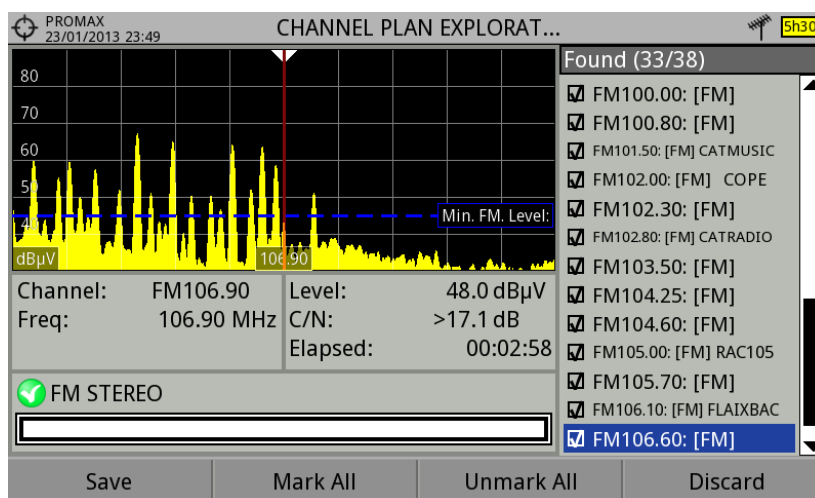 PROMAX
23/01/2013 23:49
CHANNEL PLAN EXPLORAT...
5h30
80
70
60
50
40
Min. FM. Level:
dBµV
106.90
Channel: FM106.90
Freq: 106.90 MHz
Level: 48.0 dBµV
C/N: >17.1 dB
Elapsed: 00:02:58
FM STEREO
Found (33/38)
FM100.00: [FM]
FM100.80: [FM]
FM101.50: [FM] CATMUSIC
FM102.00: [FM] COPE
FM102.30: [FM]
FM102.80: [FM] CATRADIO
FM103.50: [FM]
FM104.25: [FM]
FM104.60: [FM]
FM105.00: [FM] RAC105
FM105.70: [FM]
FM106.10: [FM] FLAIXBAC
FM106.60: [FM]
Save
Mark All
Unmark All
Discard